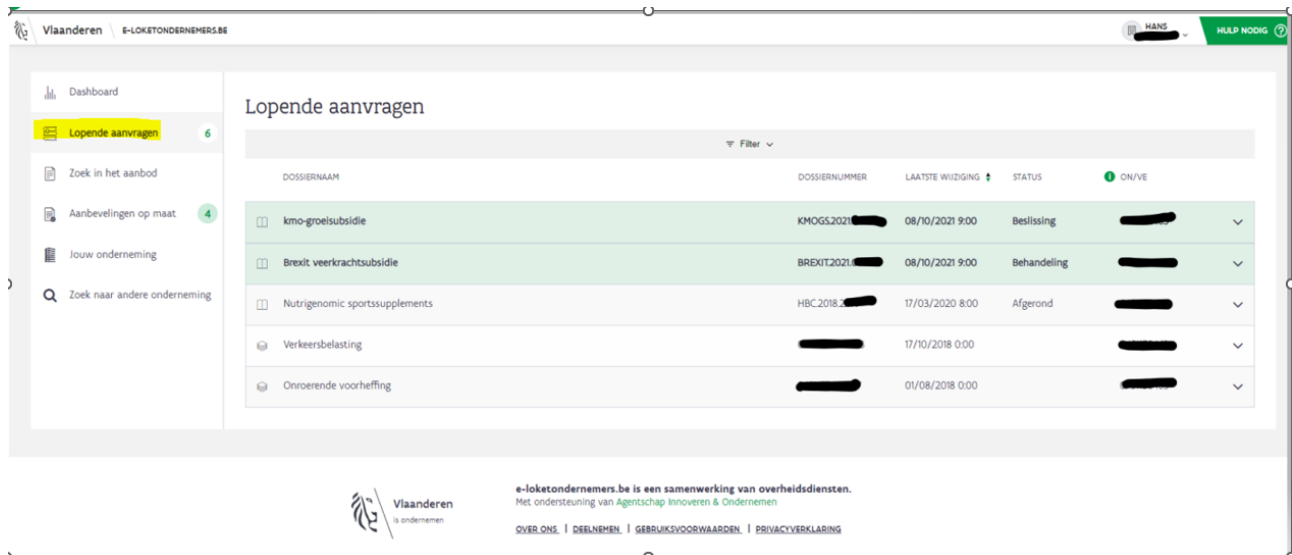 Vlaanderen E-LOKETONDERNEMERS.BE HANS HULP NODIG
Dashboard
Lopende aanvragen 6
Zoek in het aanbod
Aanbevelingen op maat 4
Jouw onderneming
Zoek naar andere onderneming
Lopende aanvragen
Filter
DOSSIERNAAM DOSSIERNUMMER LAATSTE WIJZIGING STATUS ON/VE
kmo-groeisubsidie KMOGS.2021. 08/10/2021 9:00 Beslissing
Brexit veerkrachtsubsidie BREXIT.2021. 08/10/2021 9:00 Behandeling
Nutrigenomic sportssupplements HBC.2018.2 17/03/2020 8:00 Afgerond
Verkeersbelasting 17/10/2018 0:00
Onroerende voorheffing 01/08/2018 0:00
Vlaanderen
is ondernemen
e-loketondernemers.be is een samenwerking van overheidsdiensten.
Met ondersteuning van Agentschap Innoveren & Ondernemen
OVER ONS | DEELNEMEN | GEBRUIKSVOORWAARDEN | PRIVACYVERKLARING